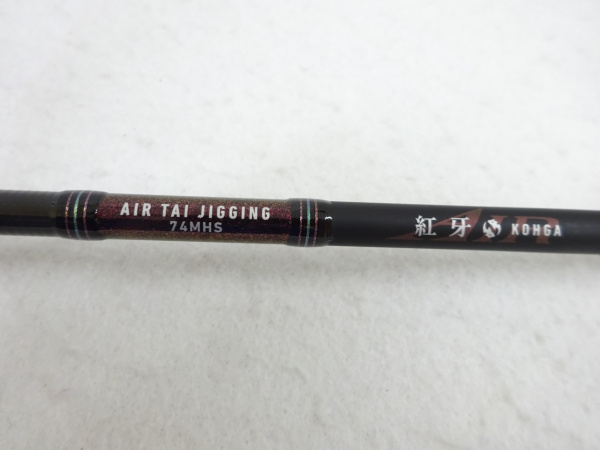 AIR TAI JIGGING
74MHS
AIR
紅牙 KOHGA